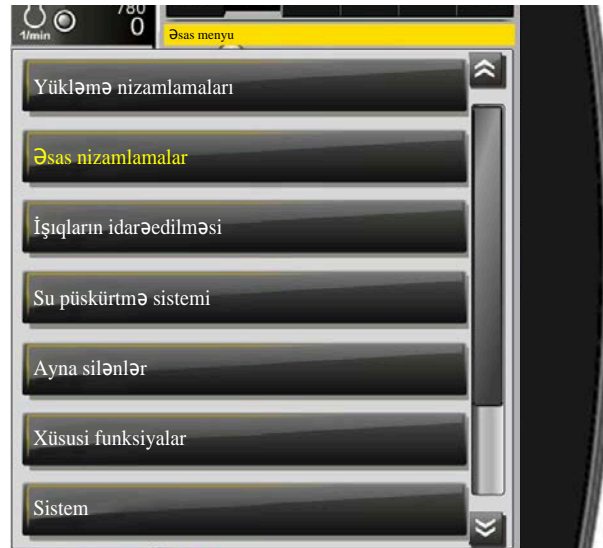 780
1/min
0
Əsas menyu
Yükləmə nizamlamaları
Əsas nizamlamalar
İşıqların idarəedilməsi
Su püskürtmə sistemi
Ayna silənlər
Xüsusi funksiyalar
Sistem